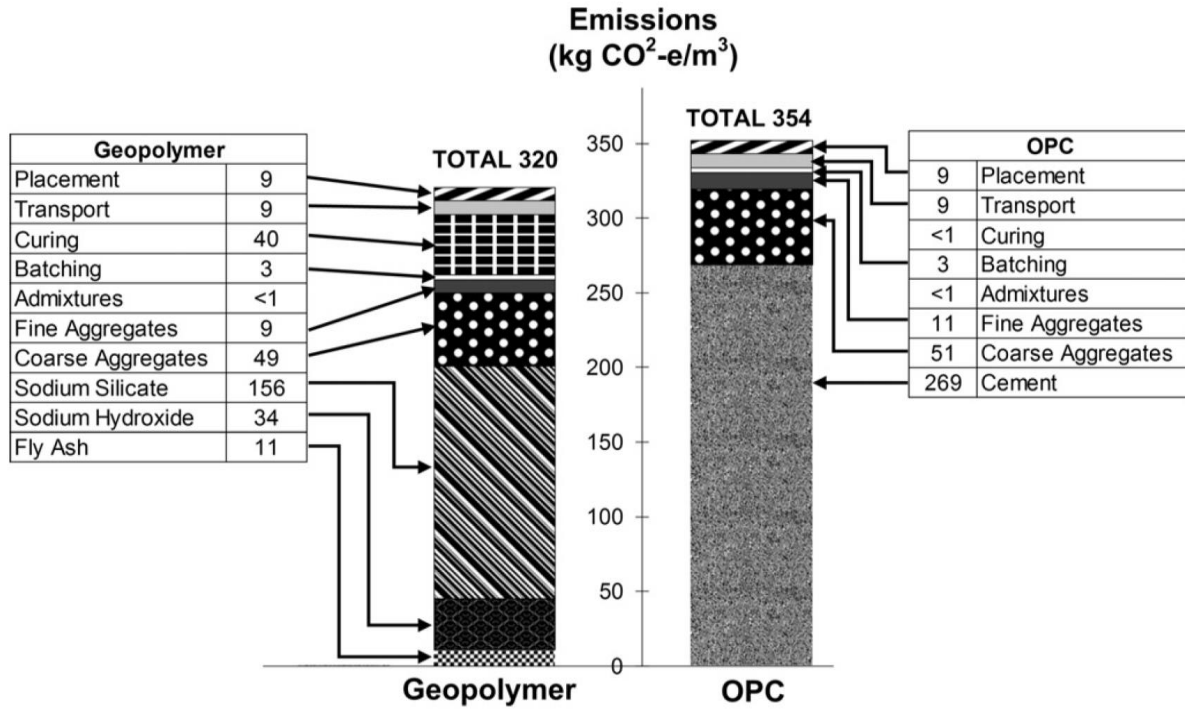 Emissions
(kg CO²-e/m³)
TOTAL 320
TOTAL 354
Geopolymer
Placement 9
Transport 9
Curing 40
Batching 3
Admixtures <1
Fine Aggregates 9
Coarse Aggregates 49
Sodium Silicate 156
Sodium Hydroxide 34
Fly Ash 11
350
300
250
200
150
100
50
0
OPC
9 Placement
9 Transport
<1 Curing
3 Batching
<1 Admixtures
11 Fine Aggregates
51 Coarse Aggregates
269 Cement
Geopolymer
OPC